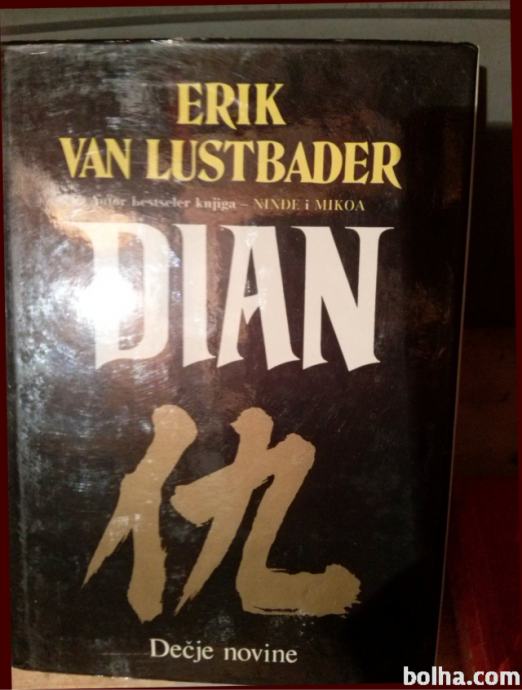 ERIK
VAN LUSTBADER
Autor bestseler knjiga – NINDE i MIKOA
DIAN
仇
Dečje novine
bolha.com